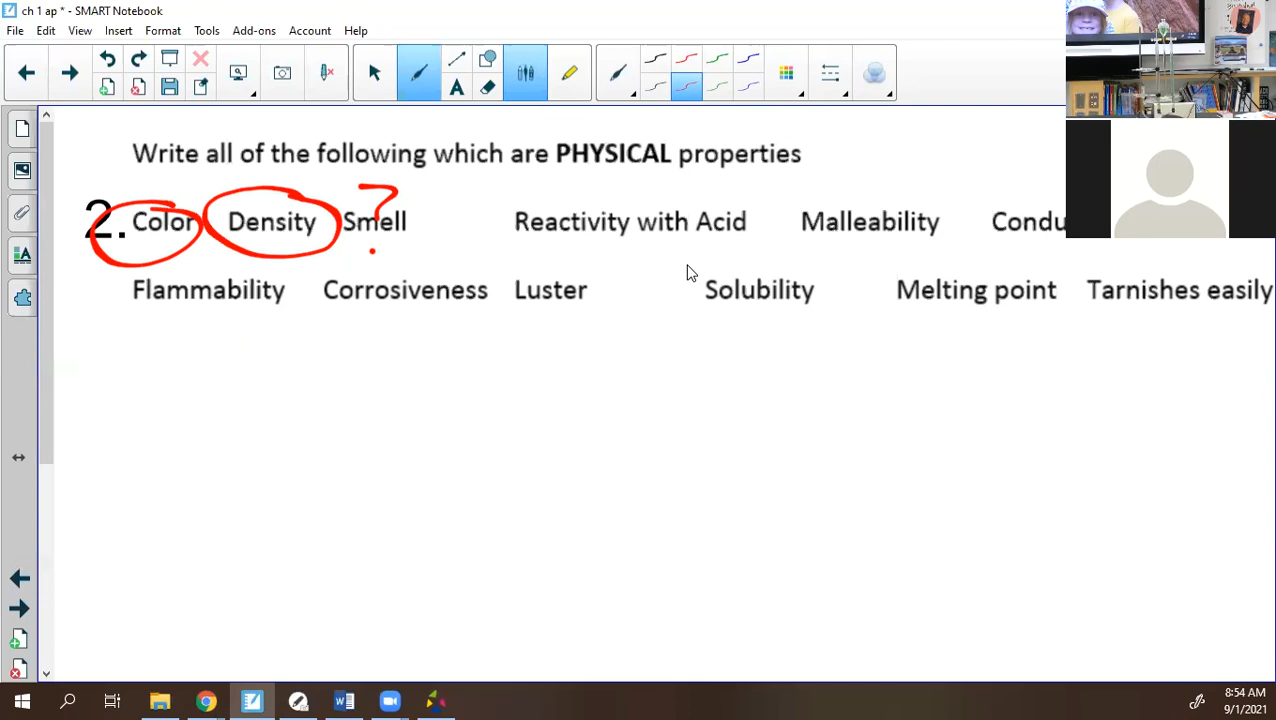 ch 1 ap * - SMART Notebook
File Edit View Insert Format Tools Add-ons Account Help
Write all of the following which are PHYSICAL properties
?
2. Color Density Smell Reactivity with Acid Malleability Condu
Flammability Corrosiveness Luster Solubility Melting point Tarnishes easily
8:54 AM
9/1/2021